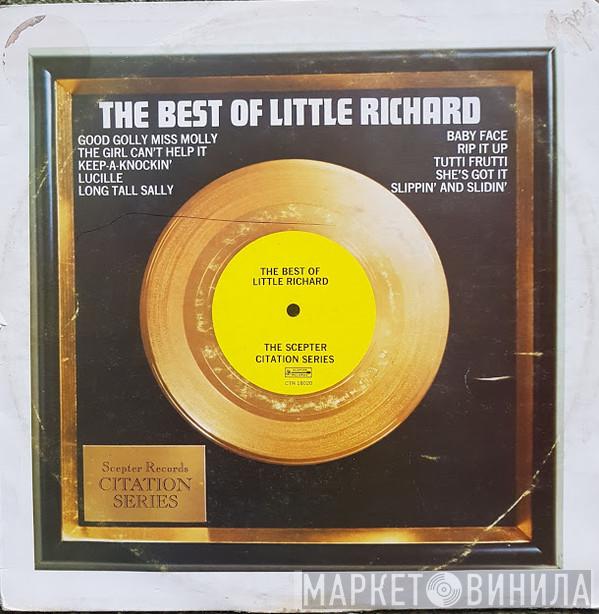 THE BEST OF LITTLE RICHARD
GOOD GOLLY MISS MOLLY
THE GIRL CAN'T HELP IT
KEEP-A-KNOCKIN'
LUCILLE
LONG TALL SALLY
BABY FACE
RIP IT UP
TUTTI FRUTTI
SHE'S GOT IT
SLIPPIN' AND SLIDIN'
THE BEST OF
LITTLE RICHARD
THE SCEPTER
CITATION SERIES
CTN 18020
Scepter Records
CITATION
SERIES
МАРКЕТ ВИНИЛА